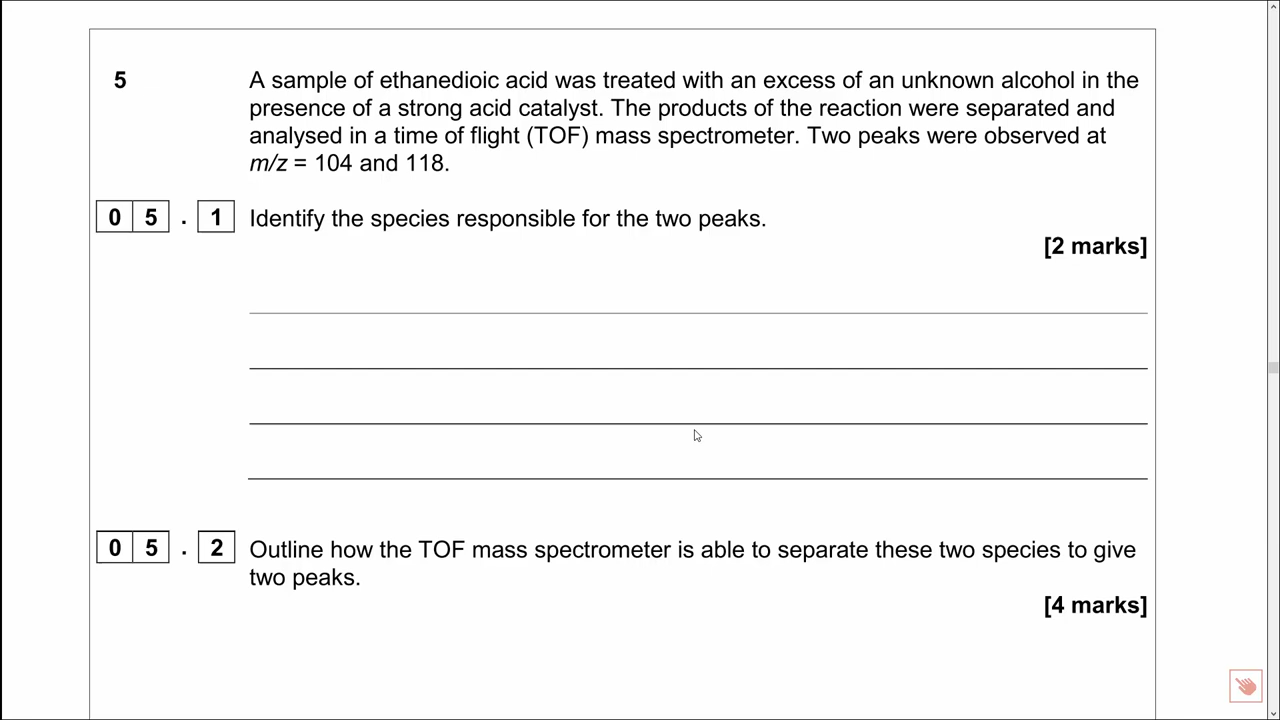 5
A sample of ethanedioic acid was treated with an excess of an unknown alcohol in the
presence of a strong acid catalyst. The products of the reaction were separated and
analysed in a time of flight (TOF) mass spectrometer. Two peaks were observed at
m/z = 104 and 118.
0 5 . 1 Identify the species responsible for the two peaks.
[2 marks]
0 5 . 2 Outline how the TOF mass spectrometer is able to separate these two species to give
two peaks.
[4 marks]